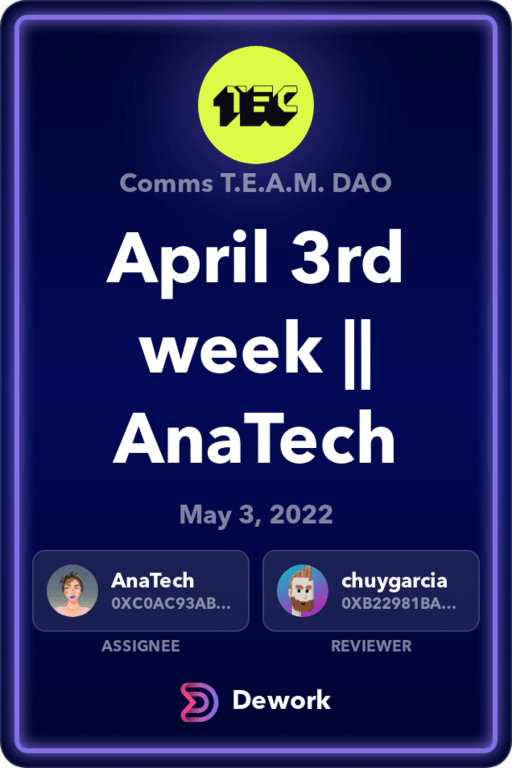 TEC
Comms T.E.A.M. DAO
April 3rd
week ||
AnaTech
May 3, 2022
AnaTech
0XC0AC93AB...
chuygarcia
0XB22981BA...
ASSIGNEE
REVIEWER
Dework